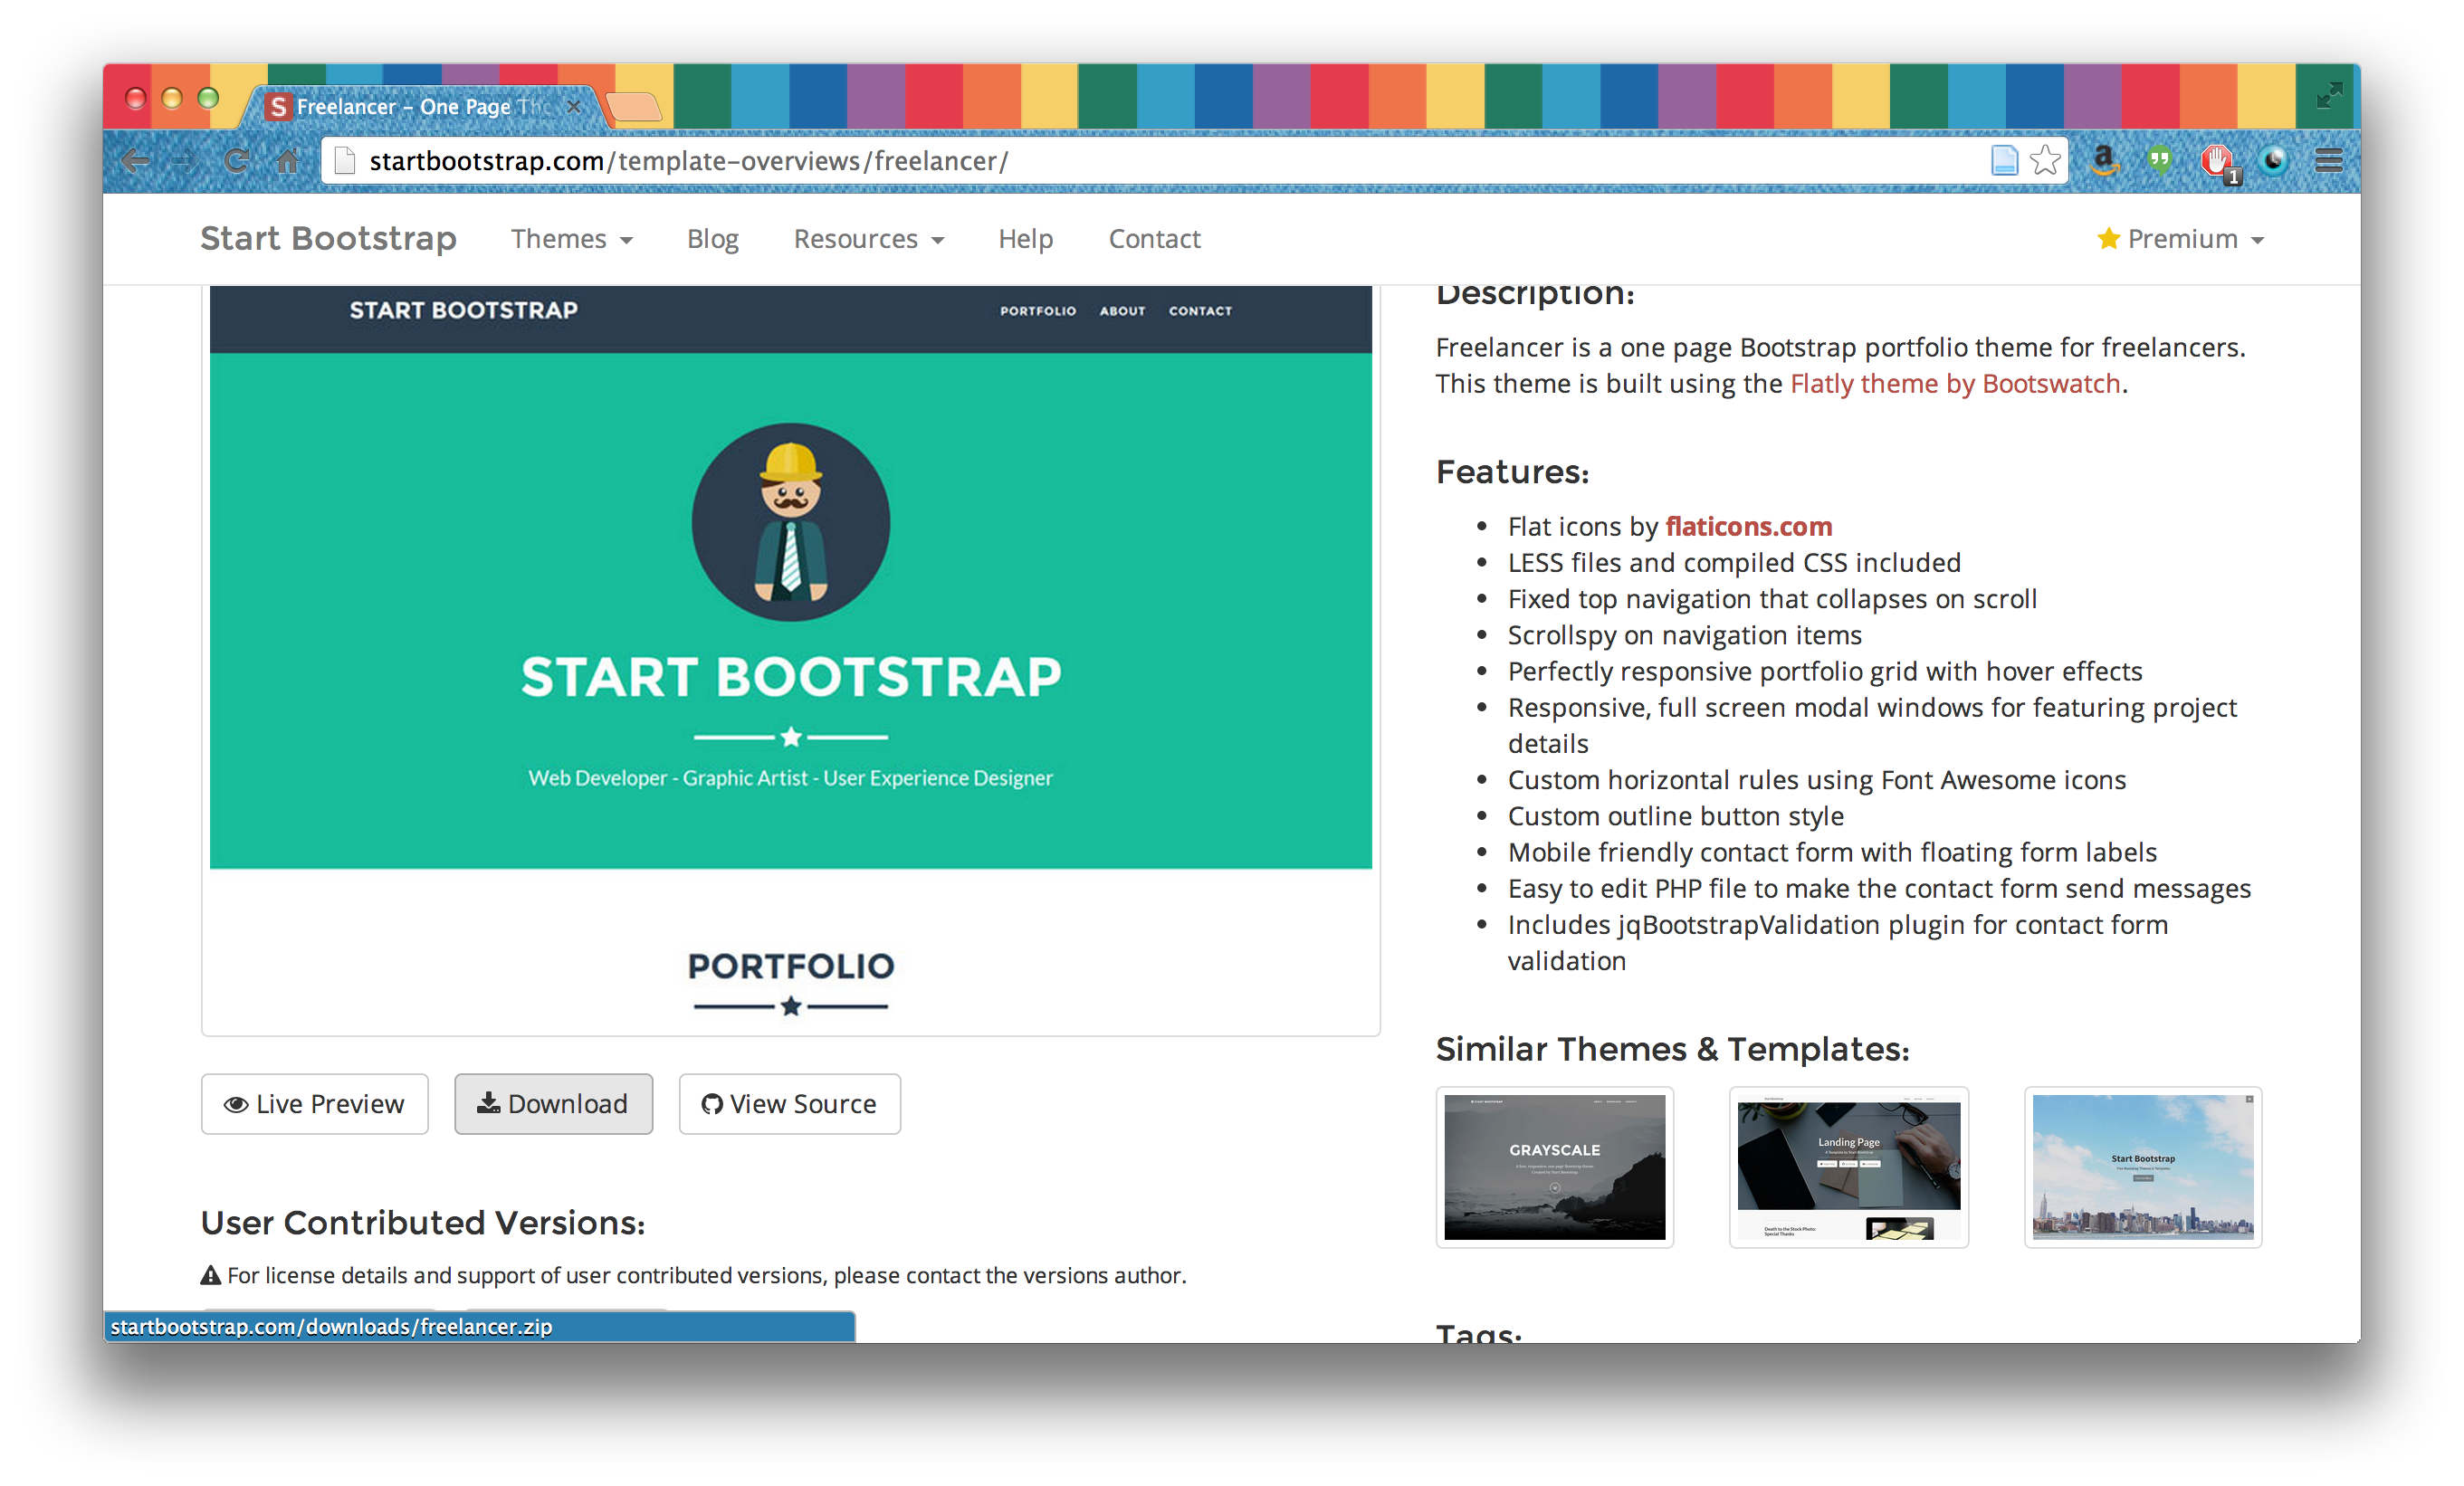 Freelancer – One Page
startbootstrap.com/template-overviews/freelancer/
1
Start Bootstrap Themes Blog Resources Help Contact Premium
START BOOTSTRAP PORTFOLIO ABOUT CONTACT
START BOOTSTRAP
Web Developer - Graphic Artist - User Experience Designer
PORTFOLIO
Live Preview Download View Source
User Contributed Versions:
For license details and support of user contributed versions, please contact the versions author.
startbootstrap.com/downloads/freelancer.zip
Description:
Freelancer is a one page Bootstrap portfolio theme for freelancers.
This theme is built using the Flatly theme by Bootswatch.
Features:
• Flat icons by flaticons.com
• LESS files and compiled CSS included
• Fixed top navigation that collapses on scroll
• Scrollspy on navigation items
• Perfectly responsive portfolio grid with hover effects
• Responsive, full screen modal windows for featuring project
details
• Custom horizontal rules using Font Awesome icons
• Custom outline button style
• Mobile friendly contact form with floating form labels
• Easy to edit PHP file to make the contact form send messages
• Includes jqBootstrapValidation plugin for contact form
validation
Similar Themes & Templates:
GRAYSCALE
Landing Page
Death to the Stock Photo:
Special Thanks
Start Bootstrap
Tags: